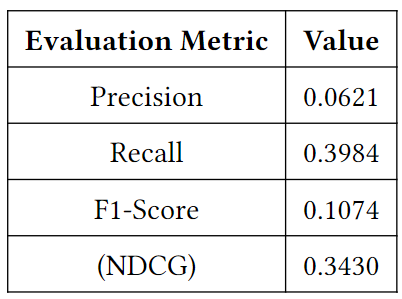 Evaluation Metric Value
Precision 0.0621
Recall 0.3984
F1-Score 0.1074
(NDCG) 0.3430